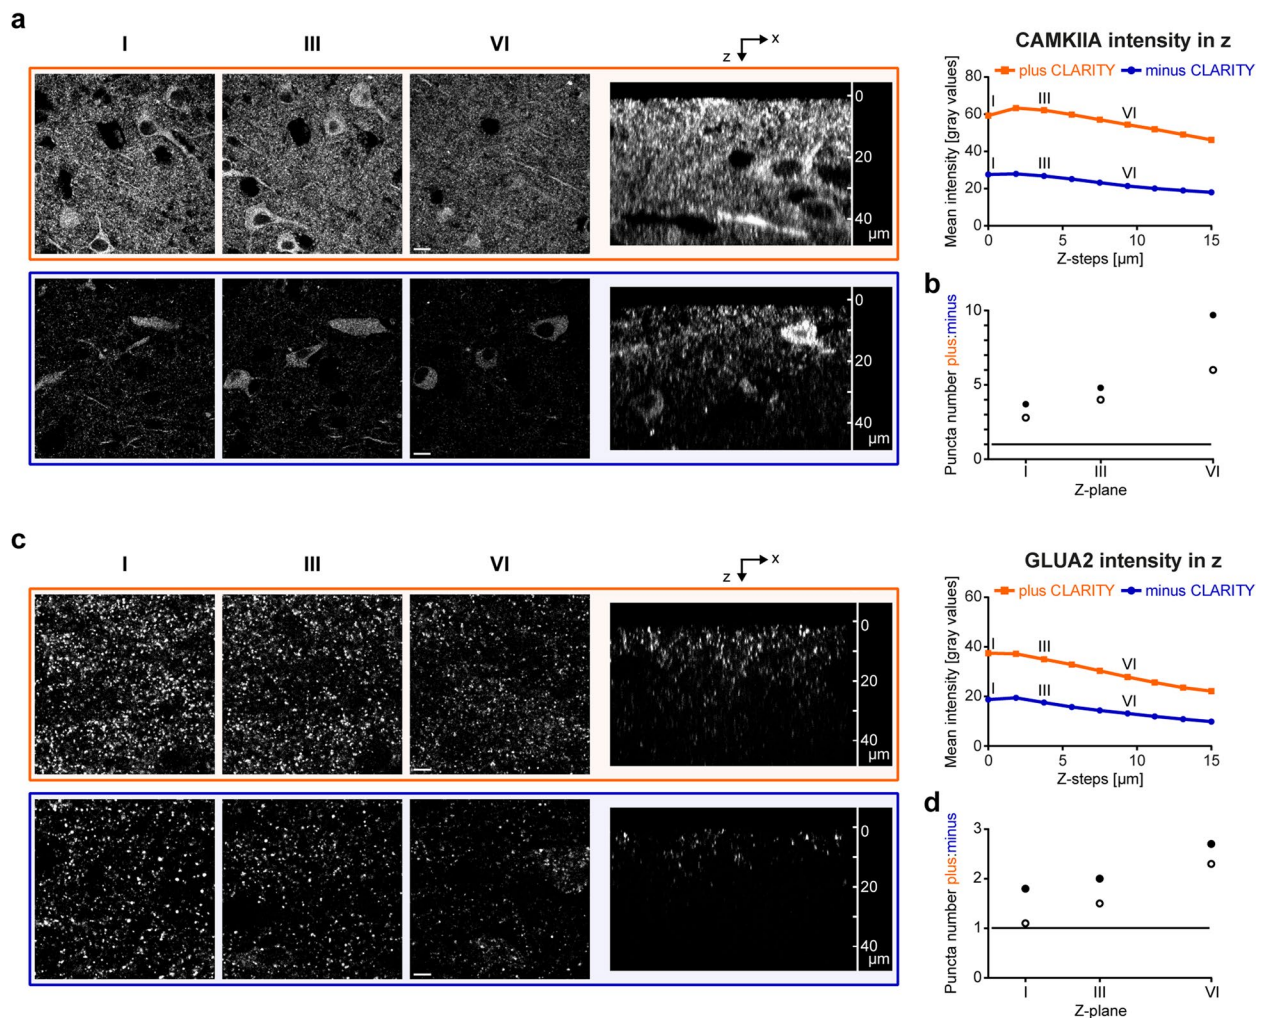 a
I III VI
x
z
0
20
40
µm
0
20
40
µm
CAMKIIA intensity in z
plus CLARITY minus CLARITY
Mean intensity [gray values]
80
60
40
20
0
I III VI
I III VI
0 5 10 15
Z-steps [µm]
b
Puncta number plus:minus
10
5
0
I III VI
Z-plane
c
I III VI
x
z
0
20
40
µm
0
20
40
µm
GLUA2 intensity in z
plus CLARITY minus CLARITY
Mean intensity [gray values]
60
40
20
0
I III VI
I III VI
0 5 10 15
Z-steps [µm]
d
Puncta number plus:minus
3
2
1
0
I III VI
Z-plane